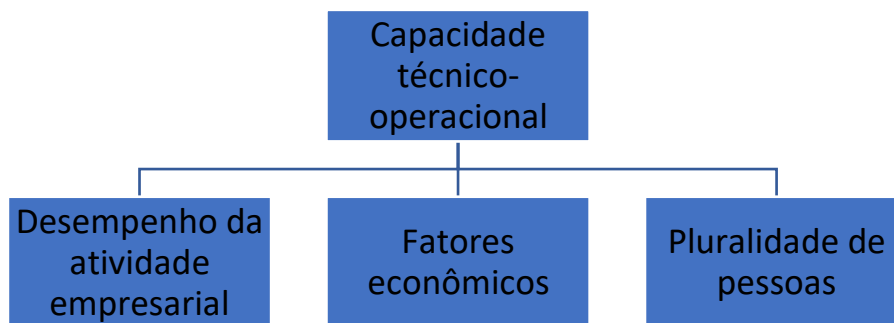 Capacidade
técnico-
operacional
Desempenho da
atividade
empresarial
Fatores
econômicos
Pluralidade de
pessoas